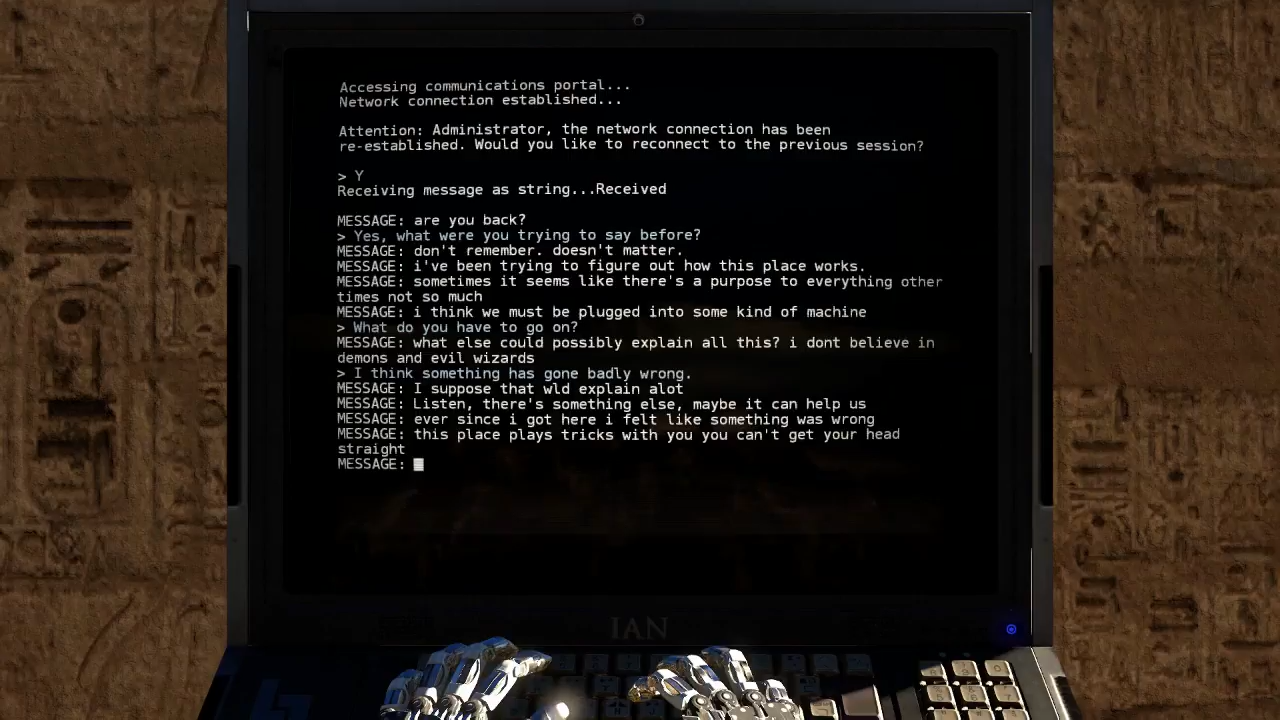 Accessing communications portal...
Network connection established...
Attention: Administrator, the network connection has been
re-established. Would you like to reconnect to the previous session?
> Y
Receiving message as string...Received
MESSAGE: are you back?
> Yes, what were you trying to say before?
MESSAGE: don't remember. doesn't matter.
MESSAGE: i've been trying to figure out how this place works.
MESSAGE: sometimes it seems like there's a purpose to everything other
times not so much
MESSAGE: i think we must be plugged into some kind of machine
> What do you have to go on?
MESSAGE: what else could possibly explain all this? i dont believe in
demons and evil wizards
> I think something has gone badly wrong.
MESSAGE: I suppose that wld explain alot
MESSAGE: Listen, there's something else, maybe it can help us
MESSAGE: ever since i got here i felt like something was wrong
MESSAGE: this place plays tricks with you you can't get your head
straight
MESSAGE:
IAN